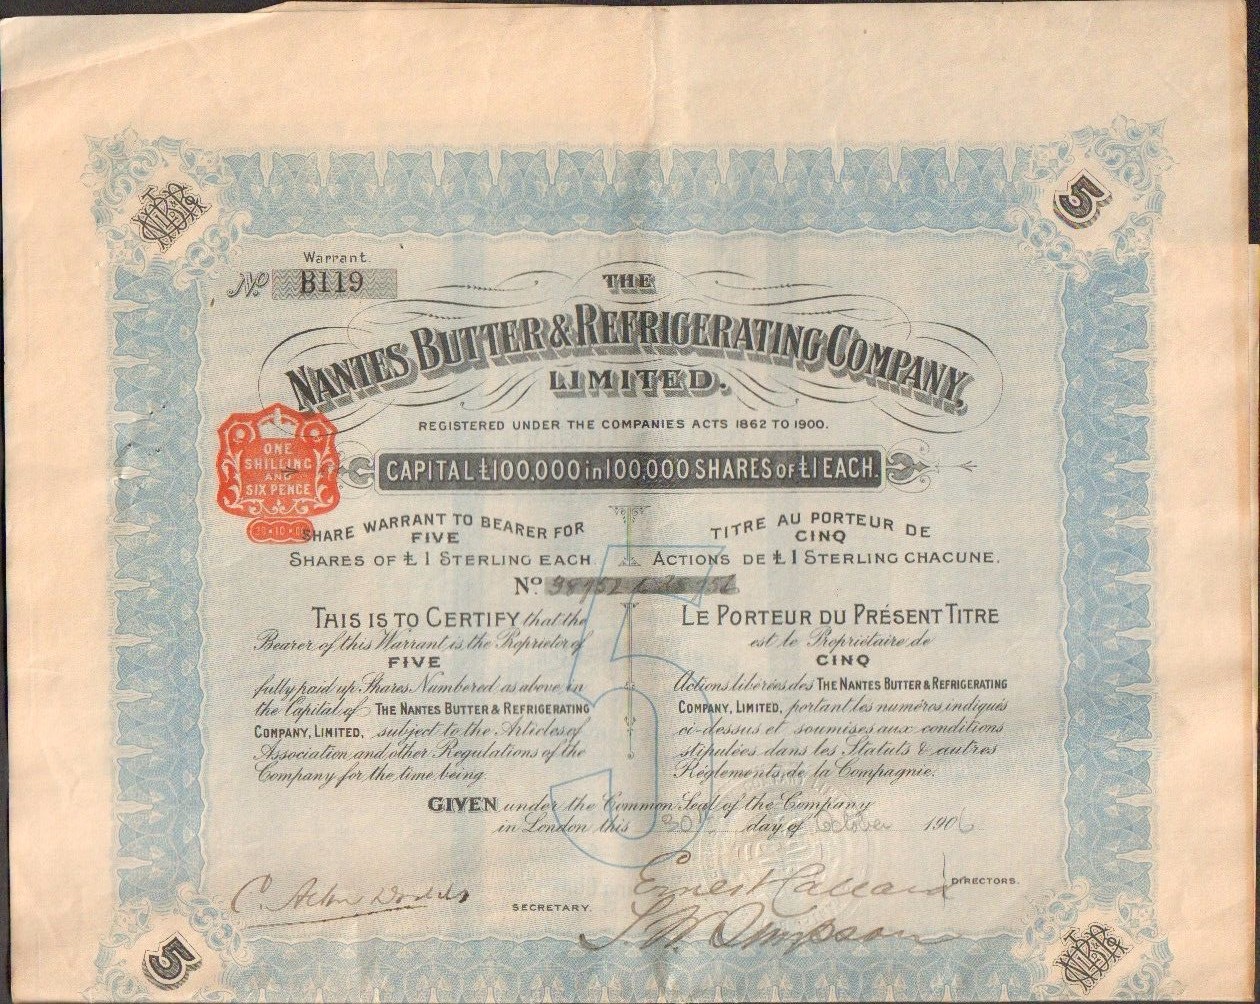 5
Warrant
No. B119
THE
NANTES BUTTER & REFRIGERATING COMPANY,
LIMITED.
REGISTERED UNDER THE COMPANIES ACTS 1862 TO 1900.
ONE
SHILLING
AND
SIX PENCE
CAPITAL £100,000 in 100,000 SHARES OF £1 EACH.
SHARE WARRANT TO BEARER FOR
FIVE
SHARES OF £1 STERLING EACH
TITRE AU PORTEUR DE
CINQ
ACTIONS DE £1 STERLING CHACUNE.
No.
THIS IS TO CERTIFY that the
Bearer of this Warrant is the Proprietor of
FIVE
fully paid up Shares Numbered as above in
the Capital of THE NANTES BUTTER & REFRIGERATING
COMPANY, LIMITED, subject to the Articles of
Association and other Regulations of the
Company for the time being.
LE PORTEUR DU PRÉSENT TITRE
est le Propriétaire de
CINQ
Actions libérées des THE NANTES BUTTER & REFRIGERATING
COMPANY, LIMITED, portant les numéros indiqués
ci-dessus et soumises aux conditions
stipulées dans les Statuts & autres
Réglements de la Compagnie.
5
GIVEN under the Common Seal of the Company
in London this 30th day of October 1906
Ernest
DIRECTORS.
SECRETARY.
5